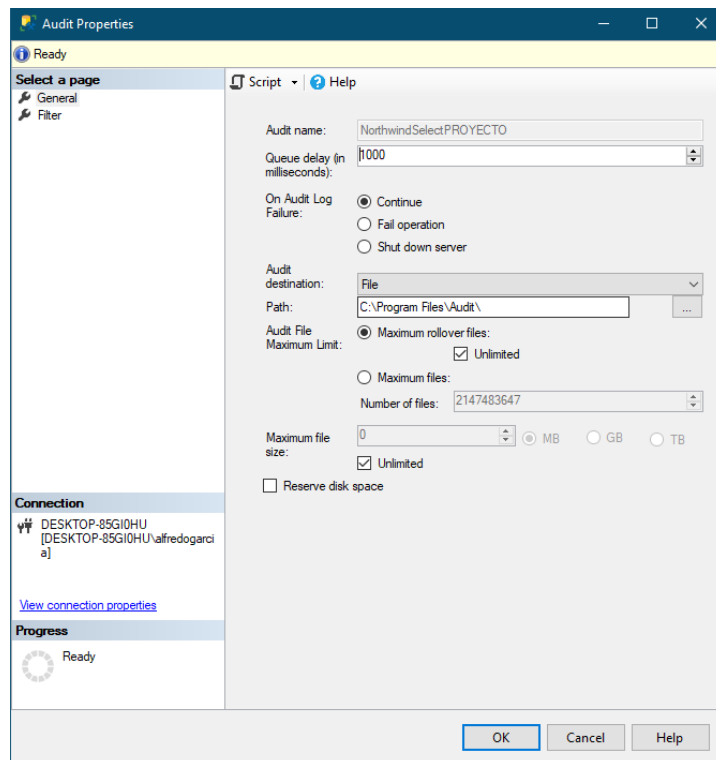 Audit Properties
Ready
Select a page
General
Filter
Script
Help
Audit name:
NorthwindSelectPROYECTO
Queue delay (in
milliseconds):
1000
On Audit Log
Failure:
Continue
Fail operation
Shut down server
Audit
destination:
File
Path:
C:\Program Files\Audit\
...
Audit File
Maximum Limit:
Maximum rollover files:
Unlimited
Maximum files:
Number of files:
2147483647
Maximum file
size:
0
MB
GB
TB
Unlimited
Reserve disk space
Connection
DESKTOP-85GI0HU
[DESKTOP-85GI0HU\alfredogarci
a]
View connection properties
Progress
Ready
OK
Cancel
Help